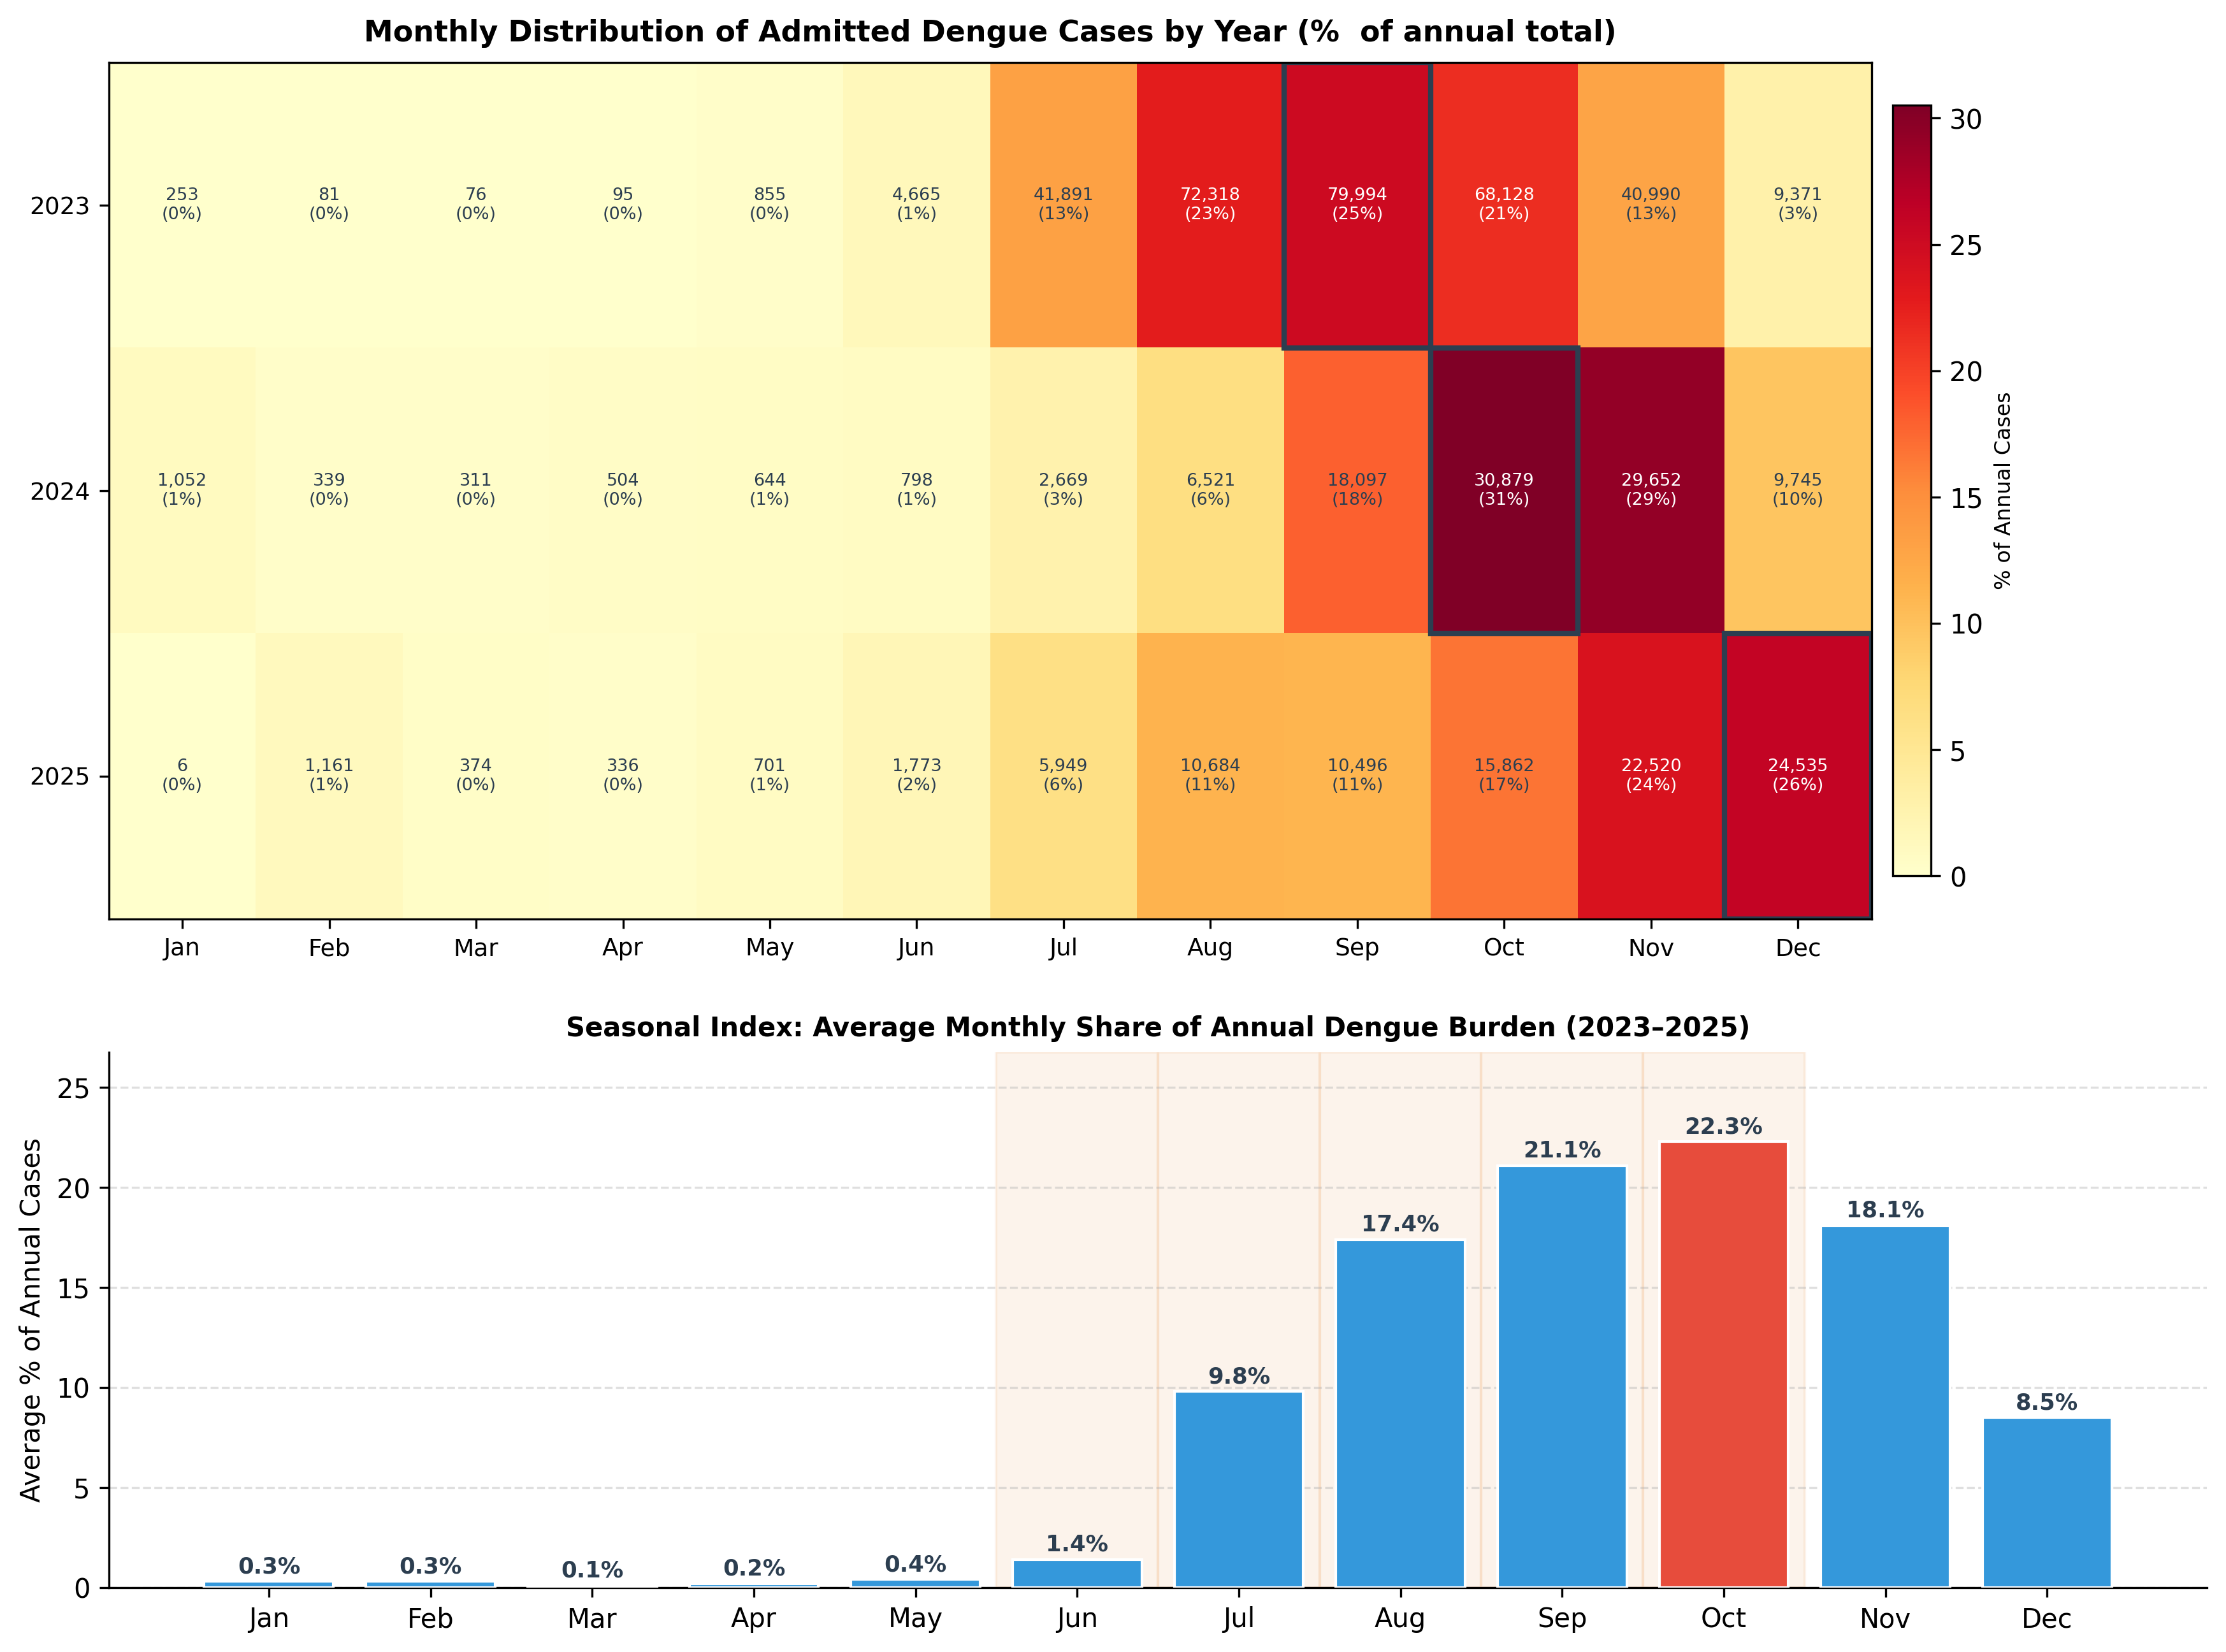 Monthly Distribution of Admitted Dengue Cases by Year (%  of annual total)
2023
253 81 76 95 855 4,665 41,891 72,318 79,994 68,128 40,990 9,371
(0%) (0%) (0%) (0%) (0%) (1%) (13%) (23%) (25%) (21%) (13%) (3%)
2024
1,052 339 311 504 644 798 2,669 6,521 18,097 30,879 29,652 9,745
(1%) (0%) (0%) (0%) (1%) (1%) (3%) (6%) (18%) (31%) (29%) (10%)
2025
6 1,161 374 336 701 1,773 5,949 10,684 10,496 15,862 22,520 24,535
(0%) (1%) (0%) (0%) (1%) (2%) (6%) (11%) (11%) (17%) (24%) (26%)
Jan Feb Mar Apr May Jun Jul Aug Sep Oct Nov Dec
30
25
20
15
10
5
0
% of Annual Cases
Seasonal Index: Average Monthly Share of Annual Dengue Burden (2023–2025)
Average % of Annual Cases
25
20
15
10
5
0
0.3% 0.3% 0.1% 0.2% 0.4% 1.4% 9.8% 17.4% 21.1% 22.3% 18.1% 8.5%
Jan Feb Mar Apr May Jun Jul Aug Sep Oct Nov Dec